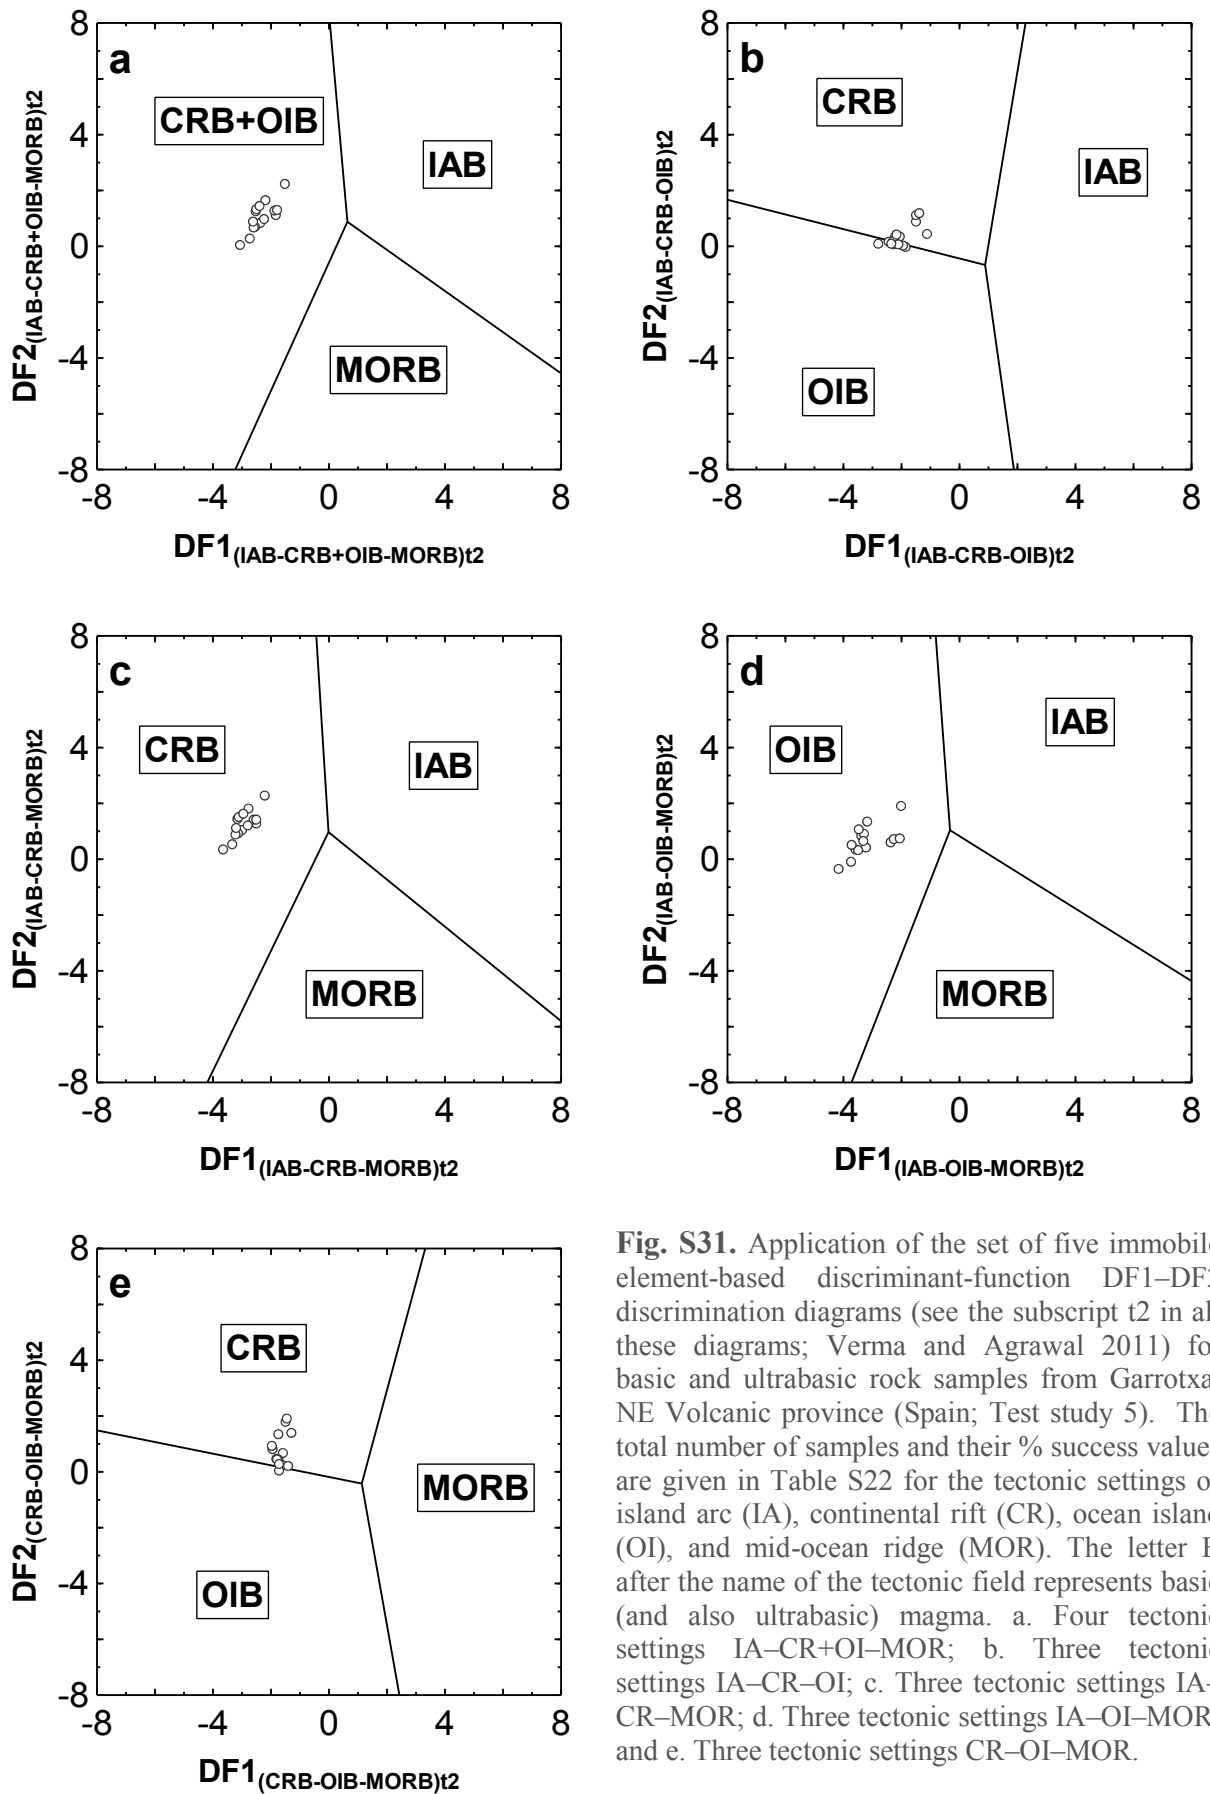 a
CRB+OIB
IAB
MORB
8
4
0
-4
-8
-8 -4 0 4 8
DF2(IAB-CRB+OIB-MORB)t2
DF1(IAB-CRB+OIB-MORB)t2
b
CRB
IAB
OIB
8
4
0
-4
-8
-8 -4 0 4 8
DF2(IAB-CRB-OIB)t2
DF1(IAB-CRB-OIB)t2
c
CRB
IAB
MORB
8
4
0
-4
-8
-8 -4 0 4 8
DF2(IAB-CRB-MORB)t2
DF1(IAB-CRB-MORB)t2
d
OIB
IAB
MORB
8
4
0
-4
-8
-8 -4 0 4 8
DF2(IAB-OIB-MORB)t2
DF1(IAB-OIB-MORB)t2
e
CRB
MORB
OIB
8
4
0
-4
-8
-8 -4 0 4 8
DF2(CRB-OIB-MORB)t2
DF1(CRB-OIB-MORB)t2
Fig. S31. Application of the set of five immobile
element-based discriminant-function DF1–DF2
discrimination diagrams (see the subscript t2 in al
these diagrams; Verma and Agrawal 2011) fo
basic and ultrabasic rock samples from Garrotxa
NE Volcanic province (Spain; Test study 5). The
total number of samples and their % success value
are given in Table S22 for the tectonic settings o
island arc (IA), continental rift (CR), ocean island
(OI), and mid-ocean ridge (MOR). The letter B
after the name of the tectonic field represents basic
(and also ultrabasic) magma. a. Four tectonic
settings IA–CR+OI–MOR; b. Three tectonic
settings IA–CR–OI; c. Three tectonic settings IA–
CR–MOR; d. Three tectonic settings IA–OI–MOR
and e. Three tectonic settings CR–OI–MOR.